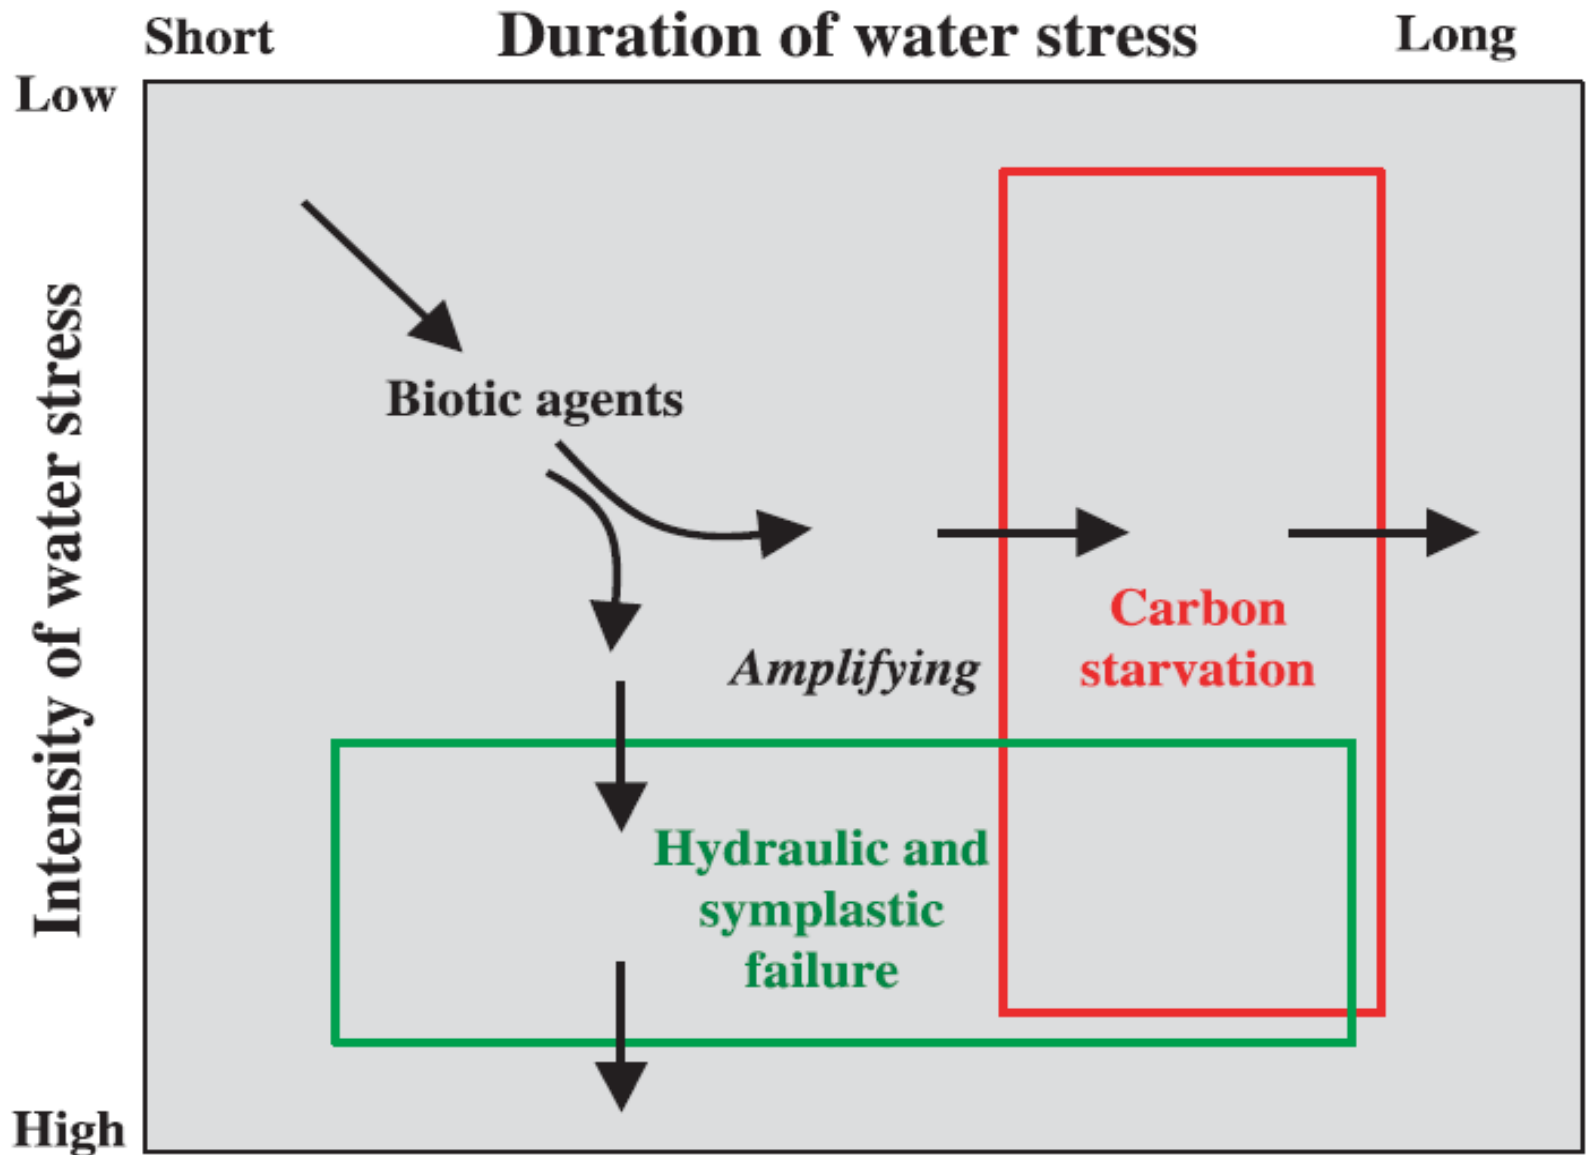 Short
Duration of water stress
Long
Low
Intensity of water stress
Biotic agents
Carbon
starvation
Amplifying
Hydraulic and
symplastic
failure
High